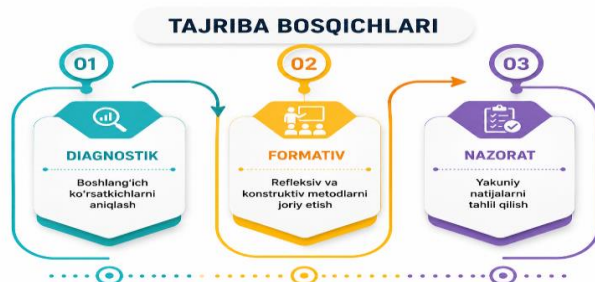 TAJRIBA BOSQICHLARI
01
DIAGNOSTIK
Boshlang'ich
ko'rsatkichlarni
aniqlash
02
FORMATIV
Refleksiv va
konstruktiv metodlarni
joriy etish
03
NAZORAT
Yakuniy
natijalarni
tahlil qilish